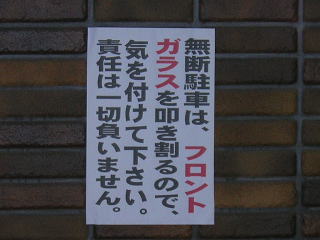 無断駐車は、フロント
ガラスを叩き割るので、
気を付けて下さい。
責任は一切負いません。